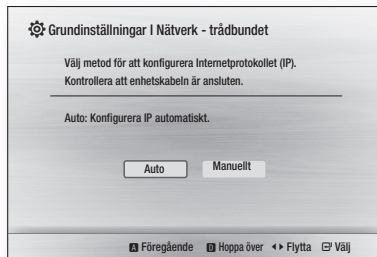 Grundinställningar I Nätverk - trådbundet
Välj metod för att konfigurera Internetprotokollet (IP).
Kontrollera att enhetskabeln är ansluten.
Auto: Konfigurera IP automatiskt.
Auto Manuellt
A Föregående D Hoppa över Flytta Välj